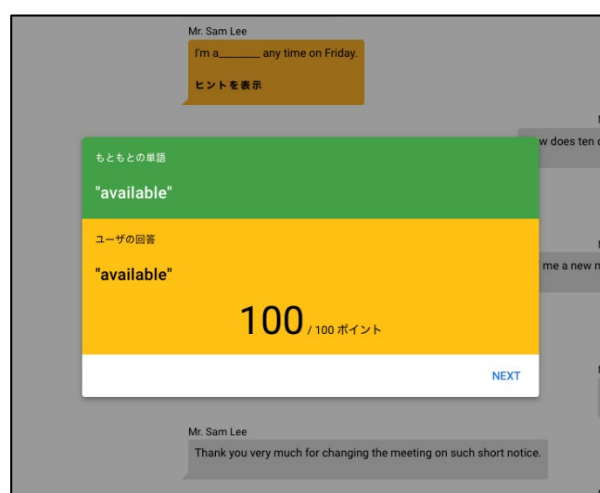 Mr. Sam Lee
I'm a_______ any time on Friday.
ヒントを表示
w does ten
もともとの単語
"available"
ユーザの回答
"available"
me a new
100 / 100 ポイント
NEXT
Mr. Sam Lee
Thank you very much for changing the meeting on such short notice.